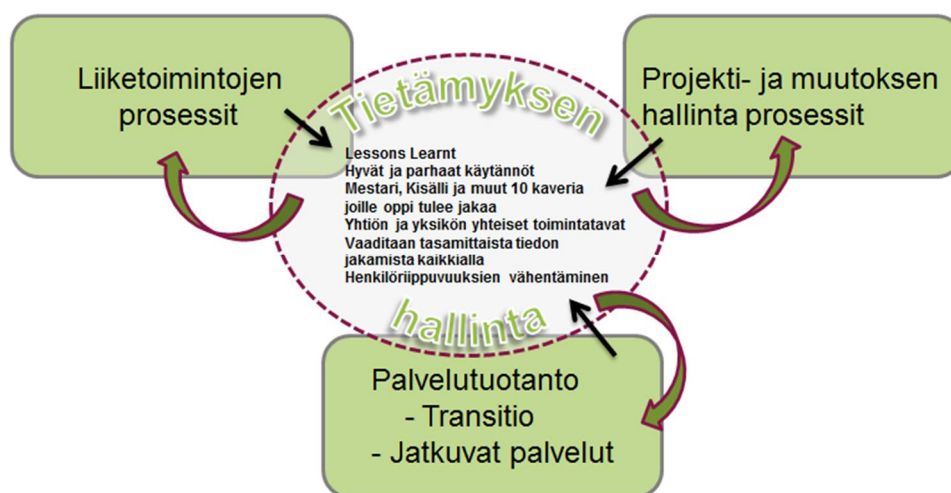 Liiketoimintojen
prosessit
Projekti- ja muutoksen
hallinta prosessit
Tietämyksen
Lessons Learnt
Hyvät ja parhaat käytännöt
Mestari, Kisälli ja muut 10 kaveria
joille oppi tulee jakaa
Yhtiön ja yksikön yhteiset toimintatavat
Vaaditaan tasamittaista tiedon
jakamista kaikkialla
Henkilöriippuvuuksien vähentäminen
hallinta
Palvelutuotanto
- Transitio
- Jatkuvat palvelut